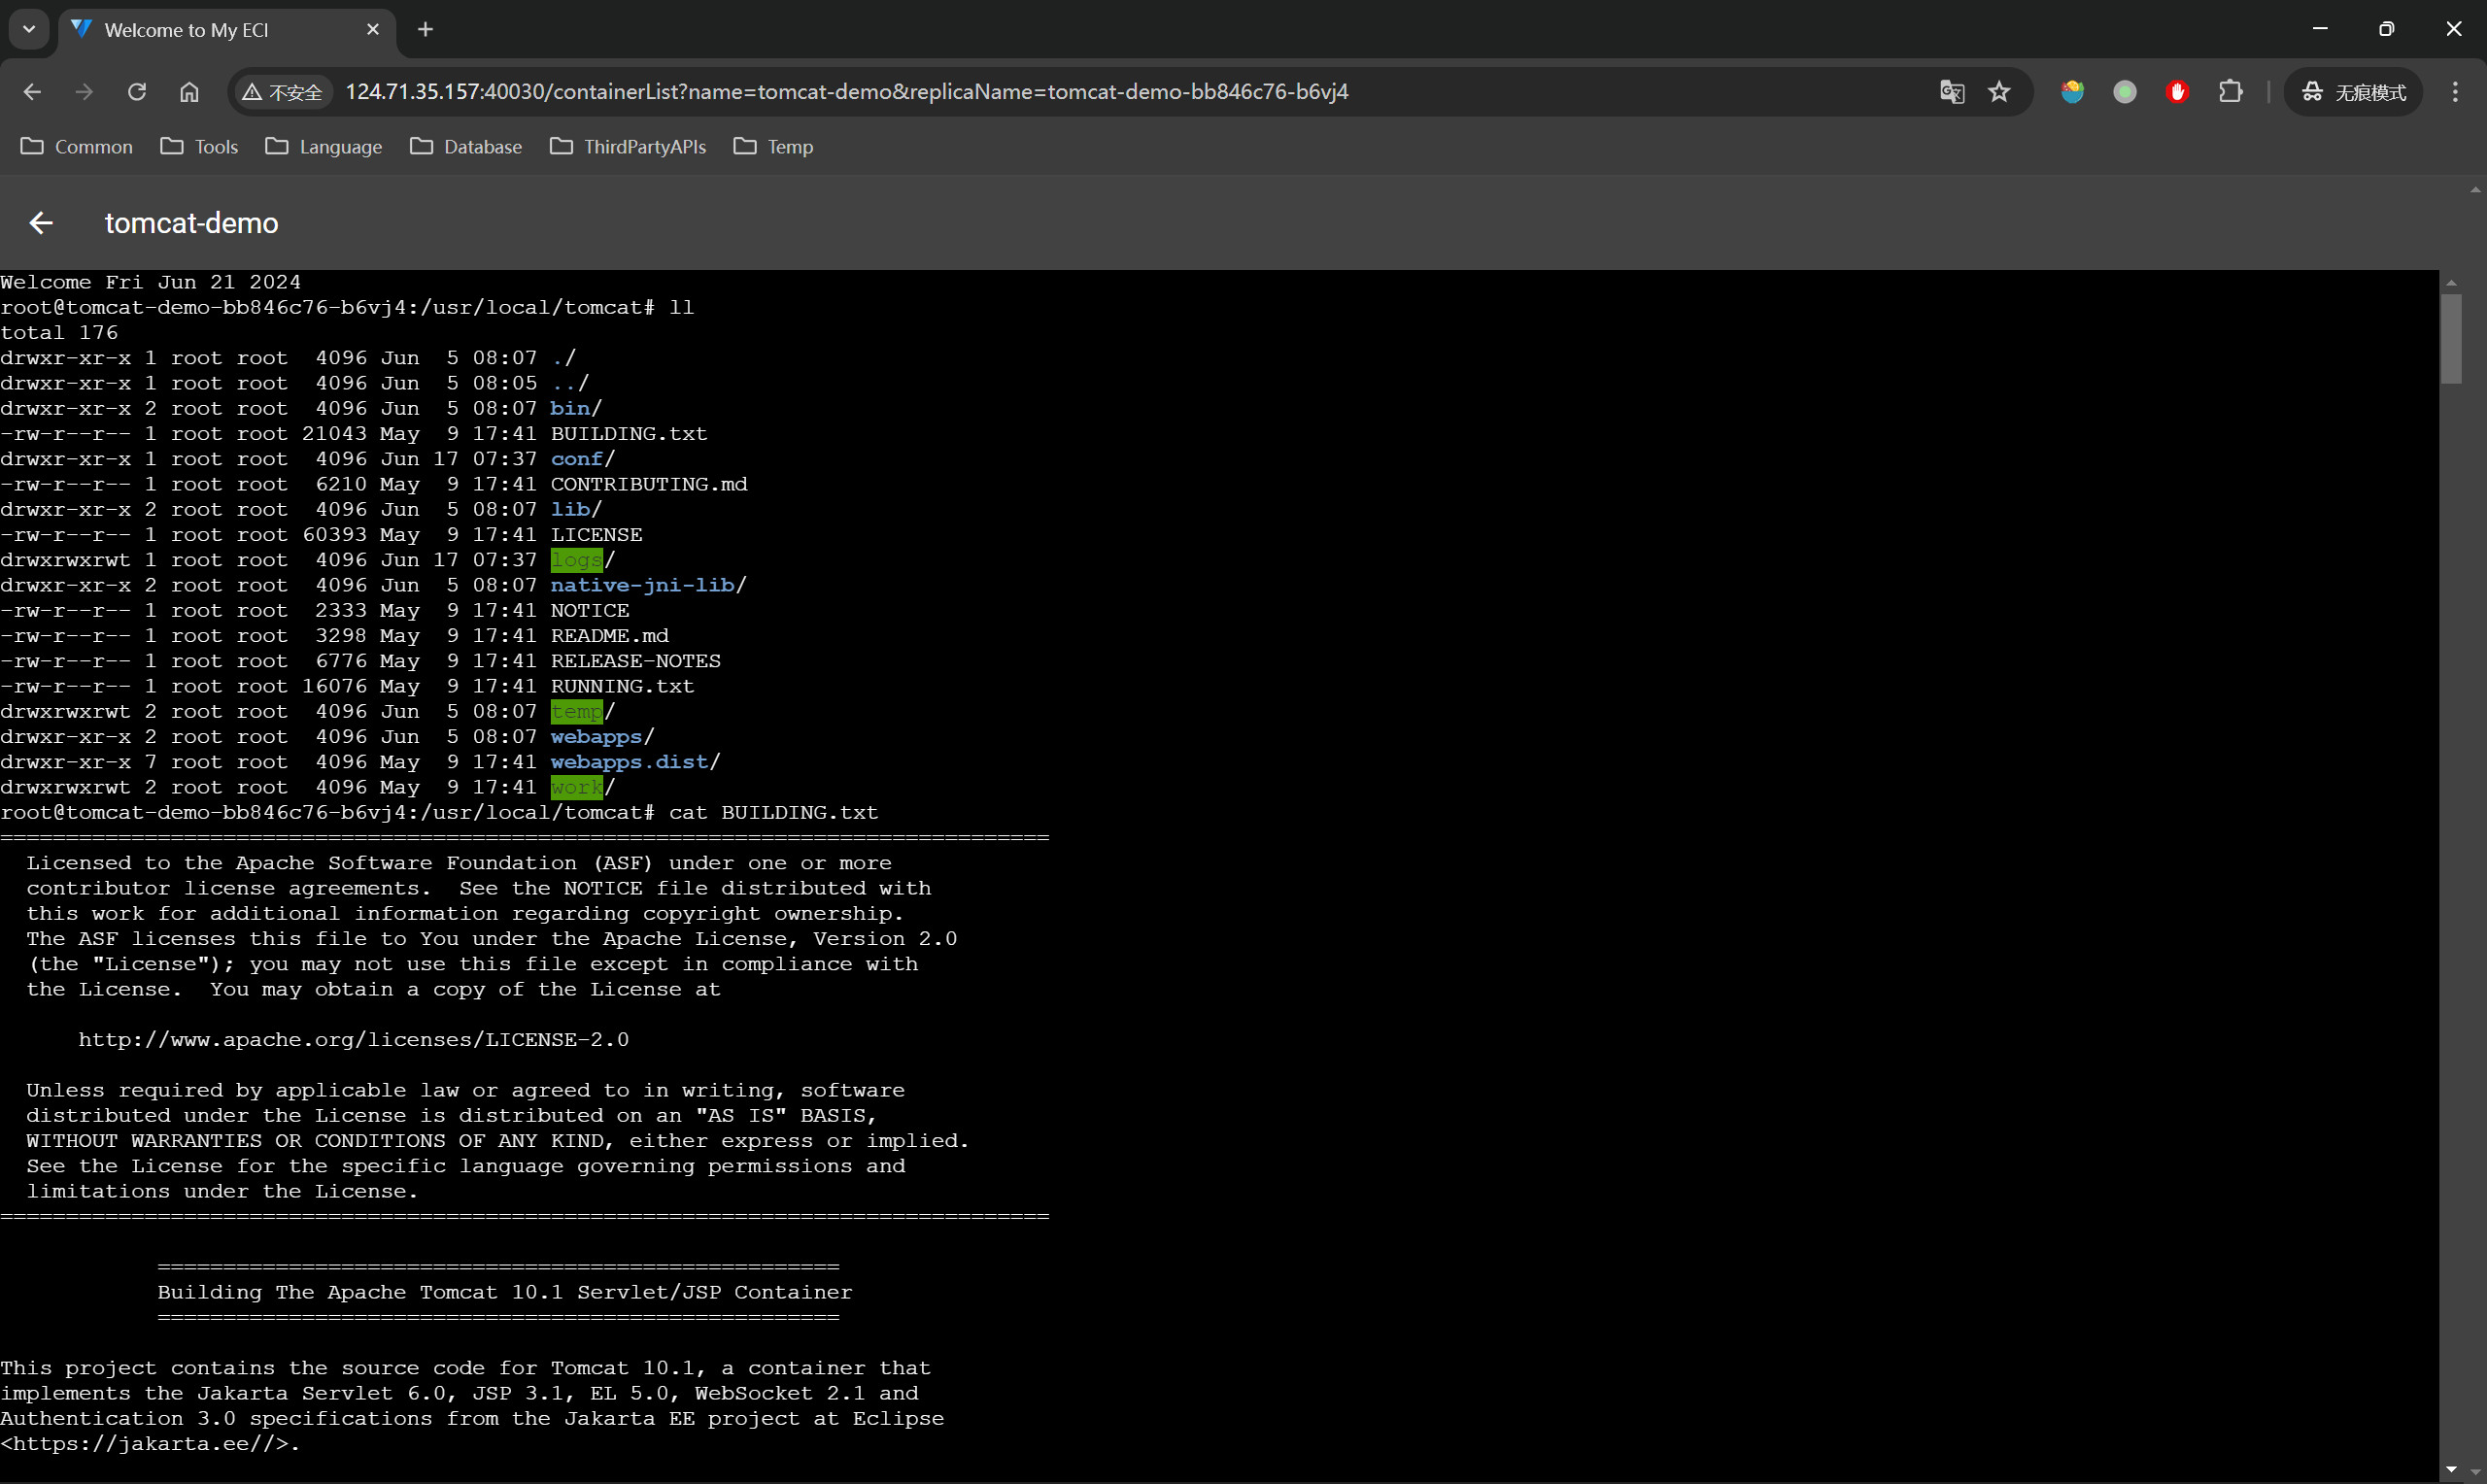 Welcome to My ECI
不安全 124.71.35.157:40030/containerList?name=tomcat-demo&replicaName=tomcat-demo-bb846c76-b6vj4 无痕模式
Common Tools Language Database ThirdPartyAPIs Temp
tomcat-demo
Welcome Fri Jun 21 2024
root@tomcat-demo-bb846c76-b6vj4:/usr/local/tomcat# ll
total 176
drwxr-xr-x 1 root root  4096 Jun  5 08:07 ./
drwxr-xr-x 1 root root  4096 Jun  5 08:05 ../
drwxr-xr-x 2 root root  4096 Jun  5 08:07 bin/
-rw-r--r-- 1 root root 21043 May  9 17:41 BUILDING.txt
drwxr-xr-x 1 root root  4096 Jun 17 07:37 conf/
-rw-r--r-- 1 root root  6210 May  9 17:41 CONTRIBUTING.md
drwxr-xr-x 2 root root  4096 Jun  5 08:07 lib/
-rw-r--r-- 1 root root 60393 May  9 17:41 LICENSE
drwxrwxrwt 1 root root  4096 Jun 17 07:37 logs/
drwxr-xr-x 2 root root  4096 Jun  5 08:07 native-jni-lib/
-rw-r--r-- 1 root root  2333 May  9 17:41 NOTICE
-rw-r--r-- 1 root root  3298 May  9 17:41 README.md
-rw-r--r-- 1 root root  6776 May  9 17:41 RELEASE-NOTES
-rw-r--r-- 1 root root 16076 May  9 17:41 RUNNING.txt
drwxrwxrwt 2 root root  4096 Jun  5 08:07 temp/
drwxr-xr-x 2 root root  4096 Jun  5 08:07 webapps/
drwxr-xr-x 7 root root  4096 May  9 17:41 webapps.dist/
drwxrwxrwt 2 root root  4096 May  9 17:41 work/
root@tomcat-demo-bb846c76-b6vj4:/usr/local/tomcat# cat BUILDING.txt
================================================================================
Licensed to the Apache Software Foundation (ASF) under one or more
contributor license agreements.  See the NOTICE file distributed with
this work for additional information regarding copyright ownership.
The ASF licenses this file to You under the Apache License, Version 2.0
(the "License"); you may not use this file except in compliance with
the License.  You may obtain a copy of the License at
http://www.apache.org/licenses/LICENSE-2.0
Unless required by applicable law or agreed to in writing, software
distributed under the License is distributed on an "AS IS" BASIS,
WITHOUT WARRANTIES OR CONDITIONS OF ANY KIND, either express or implied.
See the License for the specific language governing permissions and
limitations under the License.
================================================================================
====================================================
Building The Apache Tomcat 10.1 Servlet/JSP Container
====================================================
This project contains the source code for Tomcat 10.1, a container that
implements the Jakarta Servlet 6.0, JSP 3.1, EL 5.0, WebSocket 2.1 and
Authentication 3.0 specifications from the Jakarta EE project at Eclipse
<https://jakarta.ee//>.